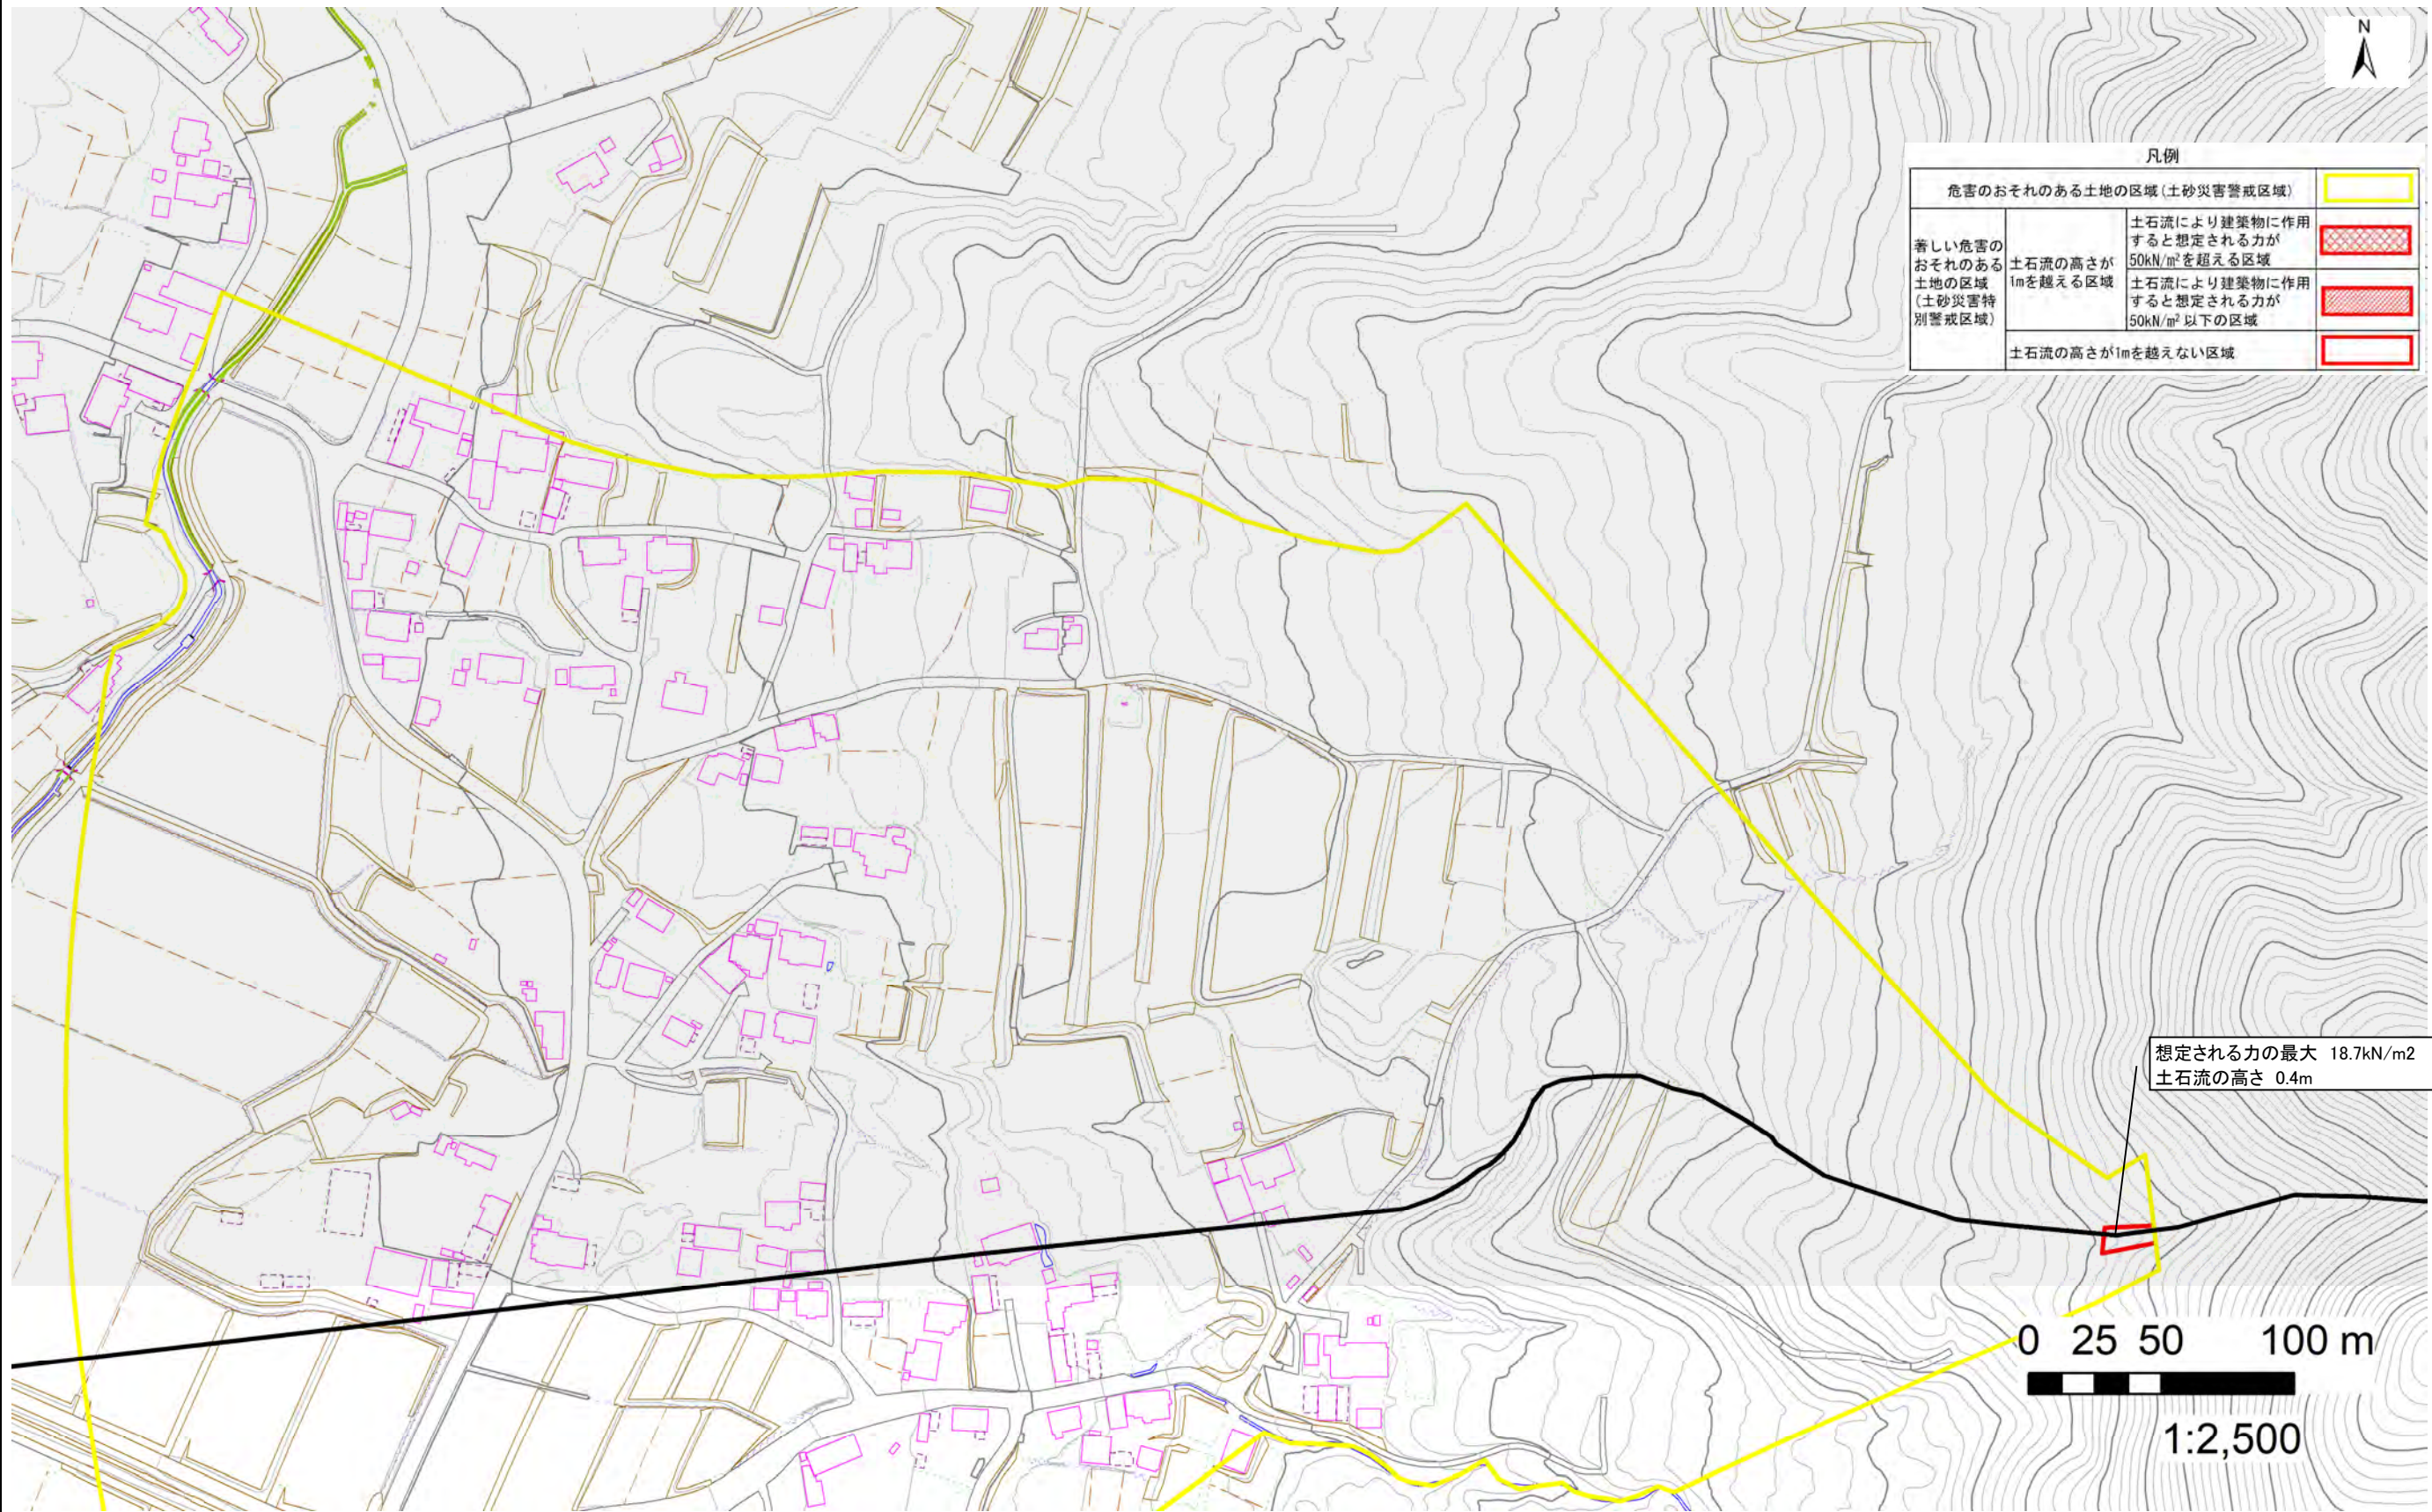 N
凡例
危害のおそれのある土地の区域(土砂災害警戒区域)
著しい危害の
おそれのある
土地の区域
(土砂災害特
別警戒区域)
土石流の高さが
1mを越える区域
土石流により建築物に作用
すると想定される力が
50kN/m²を超える区域
土石流により建築物に作用
すると想定される力が
50kN/m²以下の区域
土石流の高さが1mを越えない区域
想定される力の最大 18.7kN/m2
土石流の高さ 0.4m
0 25 50 100 m
1:2,500